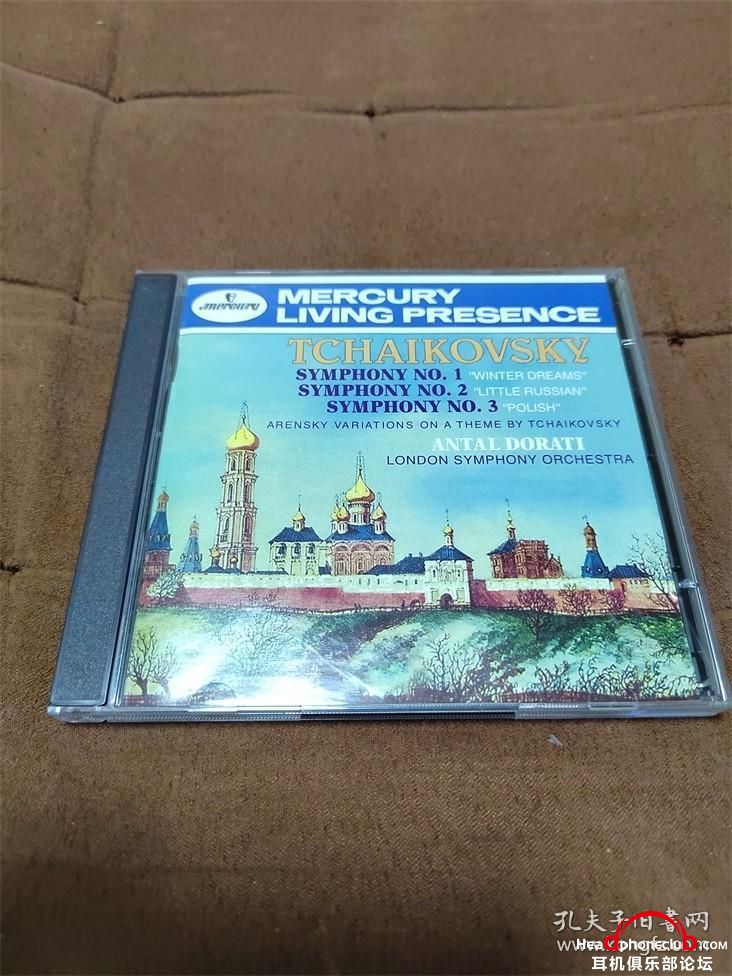 mercury
MERCURY
LIVING PRESENCE
TCHAIKOVSKY
SYMPHONY NO. 1 "WINTER DREAMS"
SYMPHONY NO. 2 "LITTLE RUSSIAN"
SYMPHONY NO. 3 "POLISH"
ARENSKY VARIATIONS ON A THEME BY TCHAIKOVSKY
ANTAL DORATI
LONDON SYMPHONY ORCHESTRA
孔夫子旧书网
Headphoneclub.com
耳机俱乐部论坛